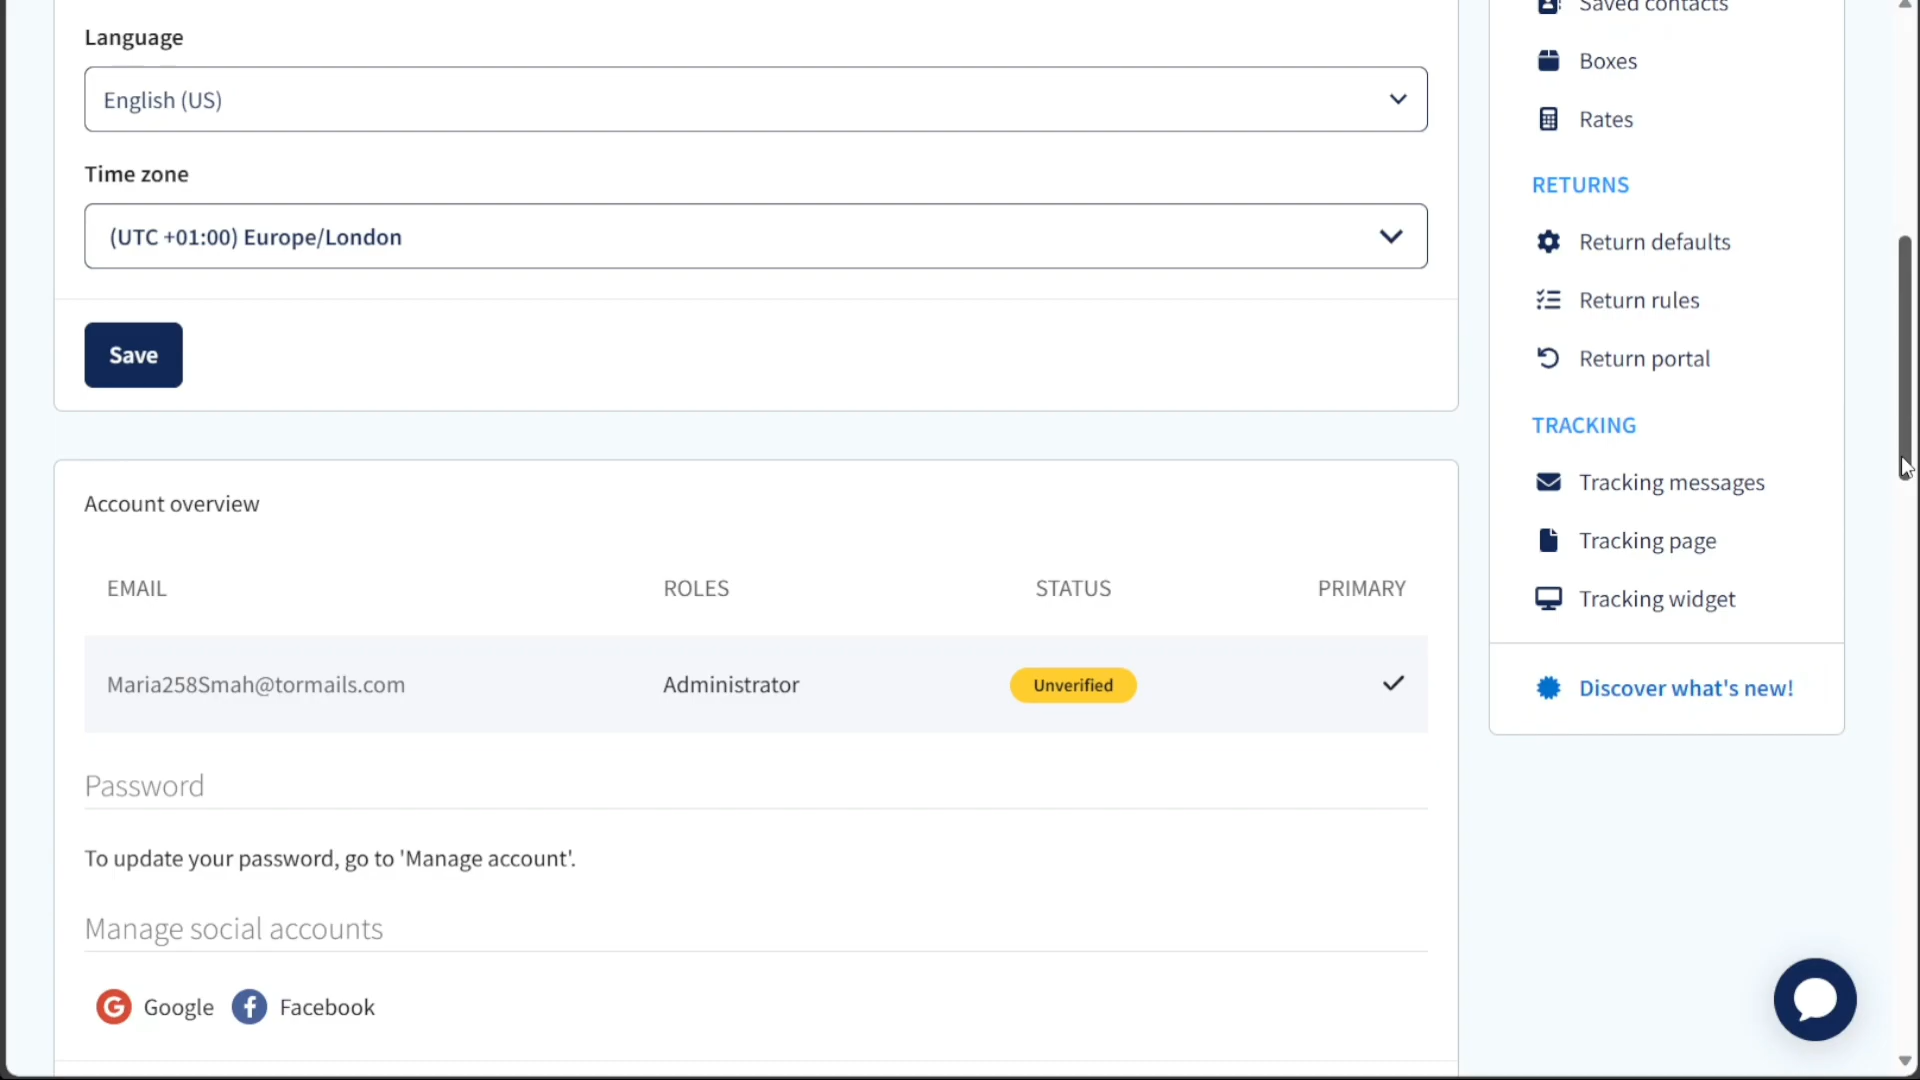 Language
English (US)
Time zone
(UTC +01:00) Europe/London
Save
Account overview
EMAIL ROLES STATUS PRIMARY
Maria258Smah@tormails.com Administrator Unverified
Password
To update your password, go to 'Manage account'.
Manage social accounts
Google Facebook
Saved contacts
Boxes
Rates
RETURNS
Return defaults
Return rules
Return portal
TRACKING
Tracking messages
Tracking page
Tracking widget
Discover what's new!